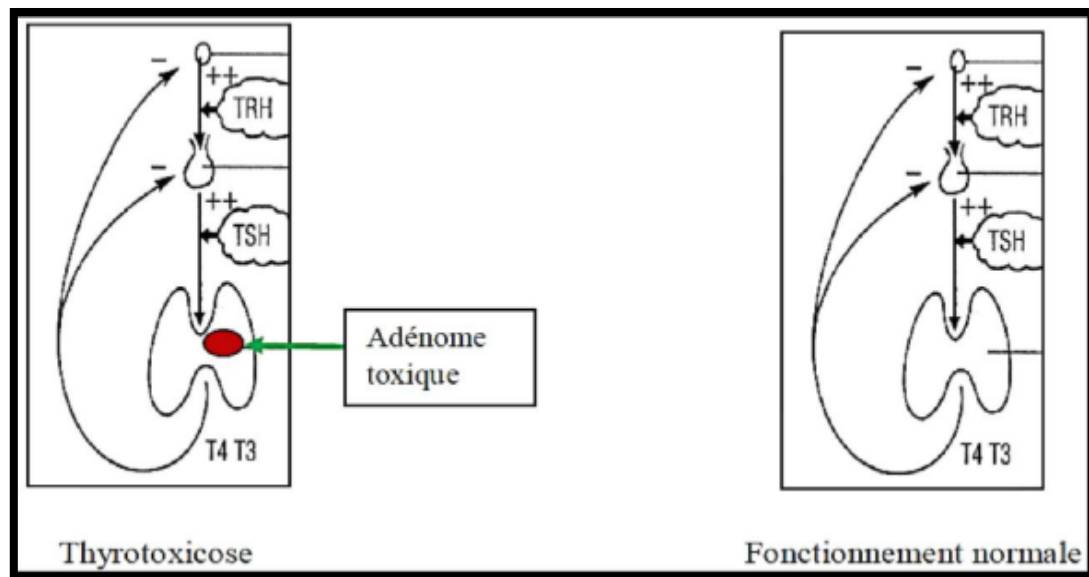 -
++
TRH
-
++
TSH
T4 T3
Adénome
toxique
Thyrotoxicose
-
++
TRH
-
++
TSH
T4 T3
Fonctionnement normale